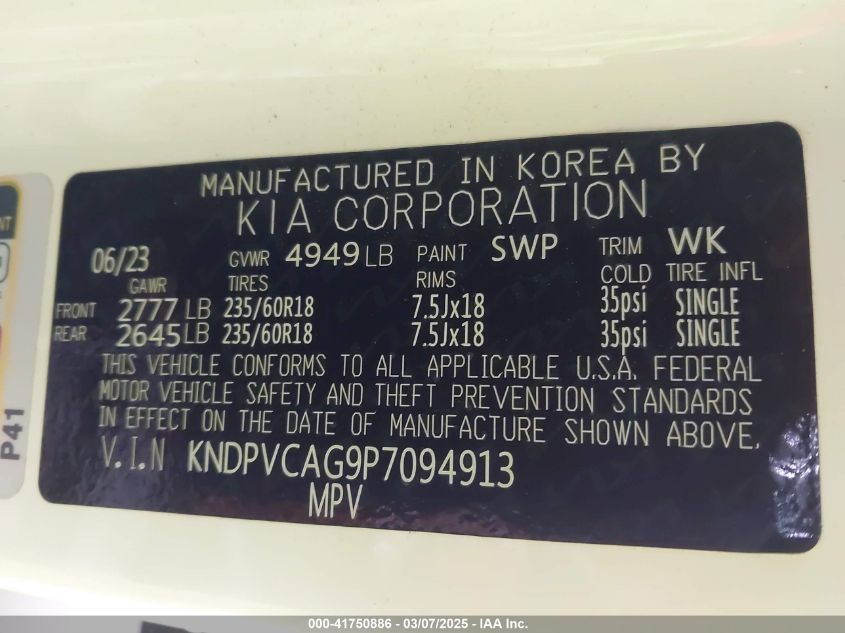 MANUFACTURED IN KOREA BY
KIA CORPORATION
06/23 GVWR 4949 LB PAINT SWP TRIM WK
GAWR TIRES RIMS COLD TIRE INFL
FRONT 2777 LB 235/60R18 7.5Jx18 35psi SINGLE
REAR 2645 LB 235/60R18 7.5Jx18 35psi SINGLE
THIS VEHICLE CONFORMS TO ALL APPLICABLE U.S.A. FEDERAL
MOTOR VEHICLE SAFETY AND THEFT PREVENTION STANDARDS
IN EFFECT ON THE DATE OF MANUFACTURE SHOWN ABOVE.
V.I.N KNDPVCAG9P7094913
MPV
P41
000-41750886 - 03/07/2025 - IAA Inc.